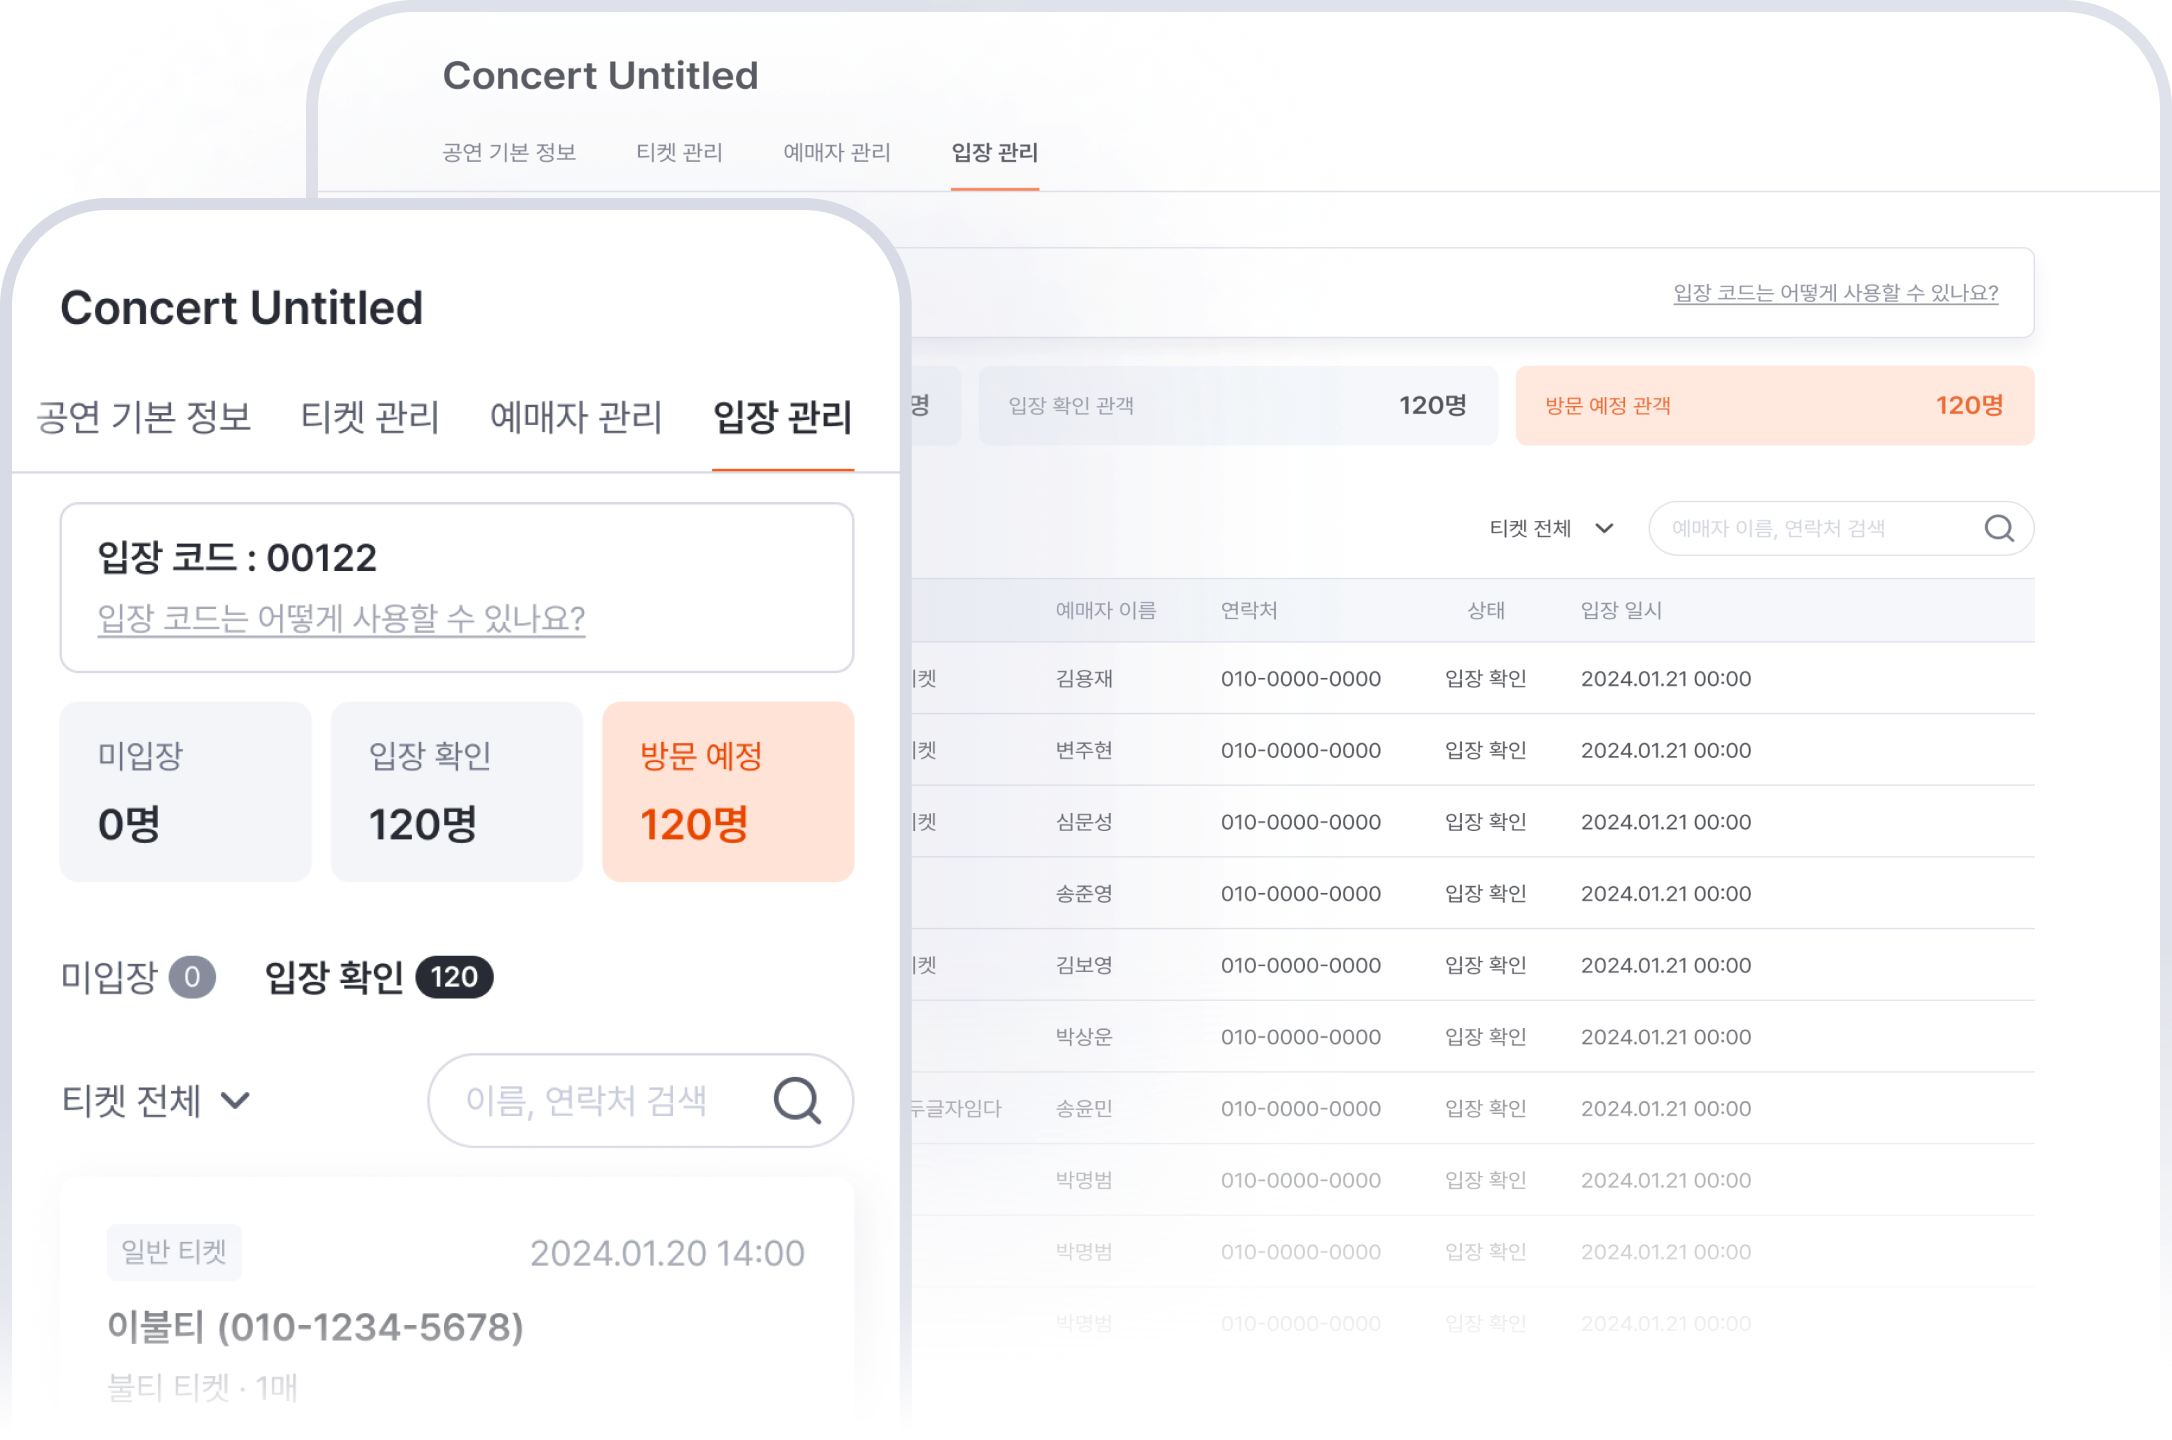 Concert Untitled
공연 기본 정보 티켓 관리 예매자 관리 입장 관리
입장 코드는 어떻게 사용할 수 있나요?
명 입장 확인 관객 120명 방문 예정 관객 120명
티켓 전체 예매자 이름, 연락처 검색
예매자 이름 연락처 상태 입장 일시
켓 김용재 010-0000-0000 입장 확인 2024.01.21 00:00
켓 변주현 010-0000-0000 입장 확인 2024.01.21 00:00
켓 심문성 010-0000-0000 입장 확인 2024.01.21 00:00
송준영 010-0000-0000 입장 확인 2024.01.21 00:00
켓 김보영 010-0000-0000 입장 확인 2024.01.21 00:00
박상운 010-0000-0000 입장 확인 2024.01.21 00:00
두글자임다 송윤민 010-0000-0000 입장 확인 2024.01.21 00:00
박명범 010-0000-0000 입장 확인 2024.01.21 00:00
박명범 010-0000-0000 입장 확인 2024.01.21 00:00
박명범 010-0000-0000 입장 확인 2024.01.21 00:00
Concert Untitled
공연 기본 정보 티켓 관리 예매자 관리 입장 관리
입장 코드 : 00122
입장 코드는 어떻게 사용할 수 있나요?
미입장 입장 확인 방문 예정
0명 120명 120명
미입장 0 입장 확인 120
티켓 전체 이름, 연락처 검색
일반 티켓 2024.01.20 14:00
이불티 (010-1234-5678)
불티 티켓 · 1매